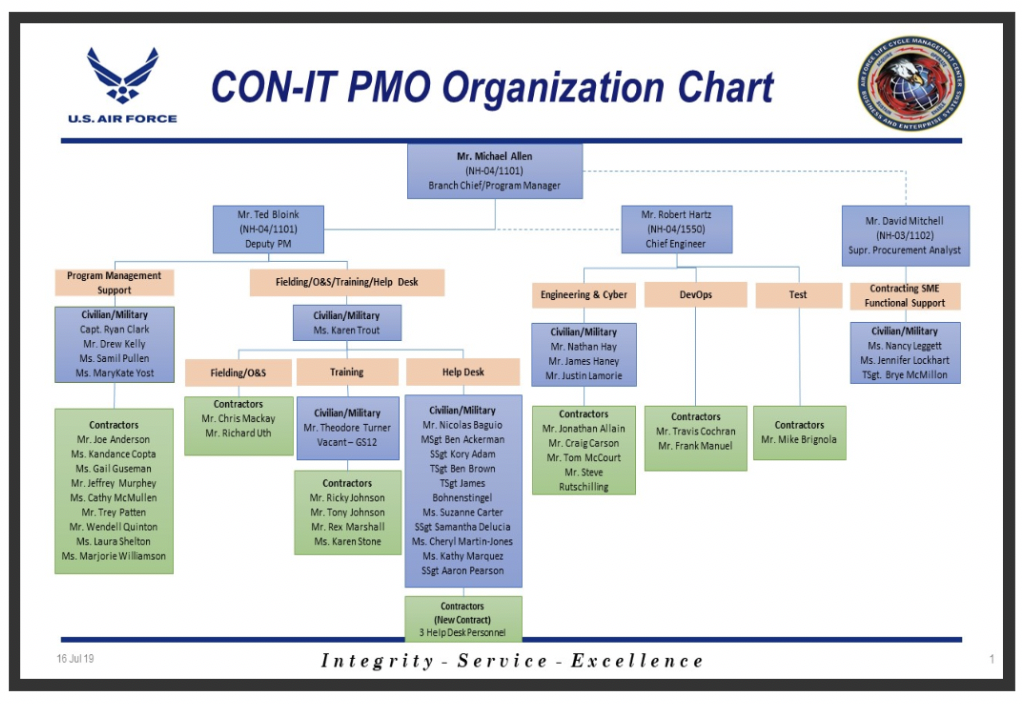 U.S. AIR FORCE
CON-IT PMO Organization Chart
AIR FORCE LIFE CYCLE MANAGEMENT CENTER
BUSINESS AND ENTERPRISE SYSTEMS
Mr. Michael Allen
(NH-04/1101)
Branch Chief/Program Manager
Mr. Ted Bloink
(NH-04/1101)
Deputy PM
Mr. Robert Hartz
(NH-04/1550)
Chief Engineer
Mr. David Mitchell
(NH-03/1102)
Supr. Procurement Analyst
Program Management
Support
Civilian/Military
Capt. Ryan Clark
Mr. Drew Kelly
Ms. Samil Pullen
Ms. MaryKate Yost
Contractors
Mr. Joe Anderson
Ms. Kandance Copta
Ms. Gail Guseman
Mr. Jeffrey Murphey
Ms. Cathy McMullen
Mr. Trey Patten
Mr. Wendell Quinton
Ms. Laura Shelton
Ms. Marjorie Williamson
Fielding/O&S/Training/Help Desk
Civilian/Military
Ms. Karen Trout
Fielding/O&S
Contractors
Mr. Chris Mackay
Mr. Richard Uth
Training
Civilian/Military
Mr. Theodore Turner
Vacant – GS12
Contractors
Mr. Ricky Johnson
Mr. Tony Johnson
Mr. Rex Marshall
Ms. Karen Stone
Help Desk
Civilian/Military
Mr. Nicolas Baguio
MSgt Ben Ackerman
SSgt Kory Adam
TSgt Ben Brown
TSgt James
Bohnenstingel
Ms. Suzanne Carter
SSgt Samantha Delucia
Ms. Cheryl Martin-Jones
Ms. Kathy Marquez
SSgt Aaron Pearson
Contractors
(New Contract)
3 Help Desk Personnel
Engineering & Cyber
Civilian/Military
Mr. Nathan Hay
Mr. James Haney
Mr. Justin Lamorie
Contractors
Mr. Jonathan Allain
Mr. Craig Carson
Mr. Tom McCourt
Mr. Steve
Rutschilling
DevOps
Contractors
Mr. Travis Cochran
Mr. Frank Manuel
Test
Contractors
Mr. Mike Brignola
Contracting SME
Functional Support
Civilian/Military
Ms. Nancy Leggett
Ms. Jennifer Lockhart
TSgt. Brye McMillon
16 Jul 19
Integrity - Service - Excellence
1